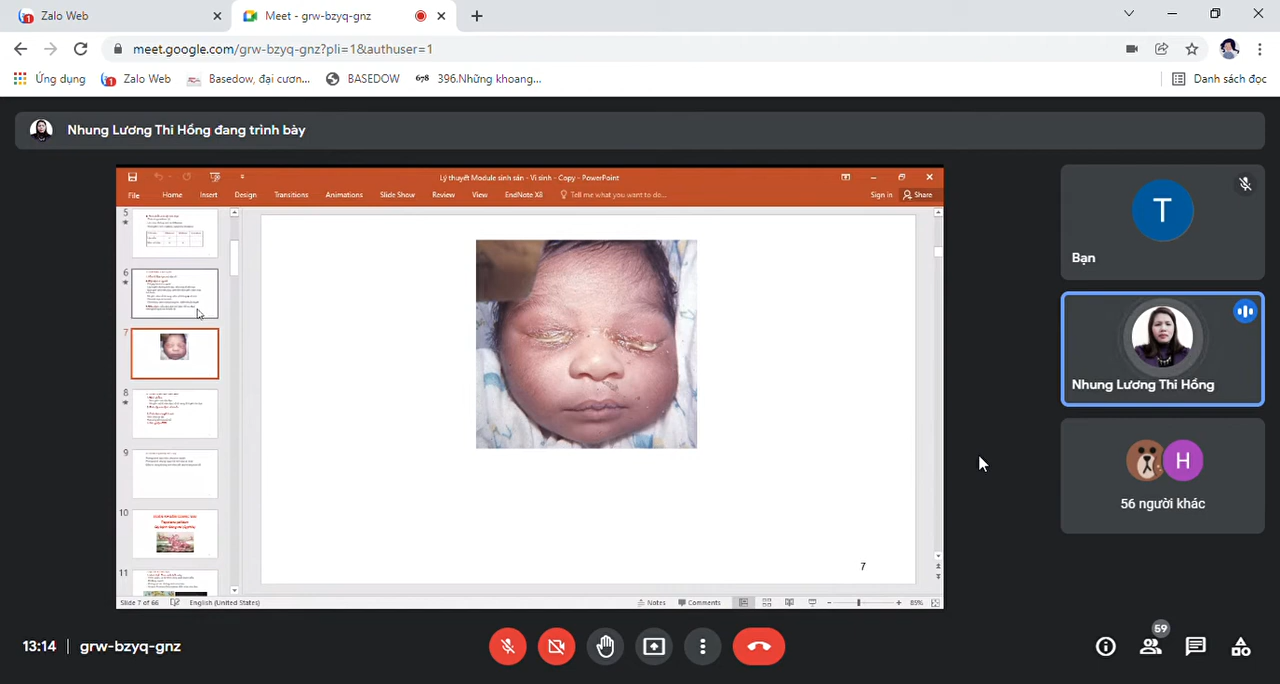 Zalo Web
Meet - grw-bzyq-gnz
meet.google.com/grw-bzyq-gnz?pli=1&authuser=1
Ứng dụng
Zalo Web
Basedow, đại cươn...
BASEDOW
396.Những khoang...
Danh sách đọc
Nhung Lương Thi Hồng đang trình bày
Lý thuyết Module sinh sản - Vi sinh - Copy - PowerPoint
File
Home
Insert
Design
Transitions
Animations
Slide Show
Review
View
EndNote X8
Tell me what you want to do...
Sign in
Share
5
6
7
8
9
10
11
7
Slide 7 of 66
English (United States)
Notes
Comments
85%
T
Bạn
Nhung Lương Thi Hồng
H
56 người khác
13:14
grw-bzyq-gnz
59